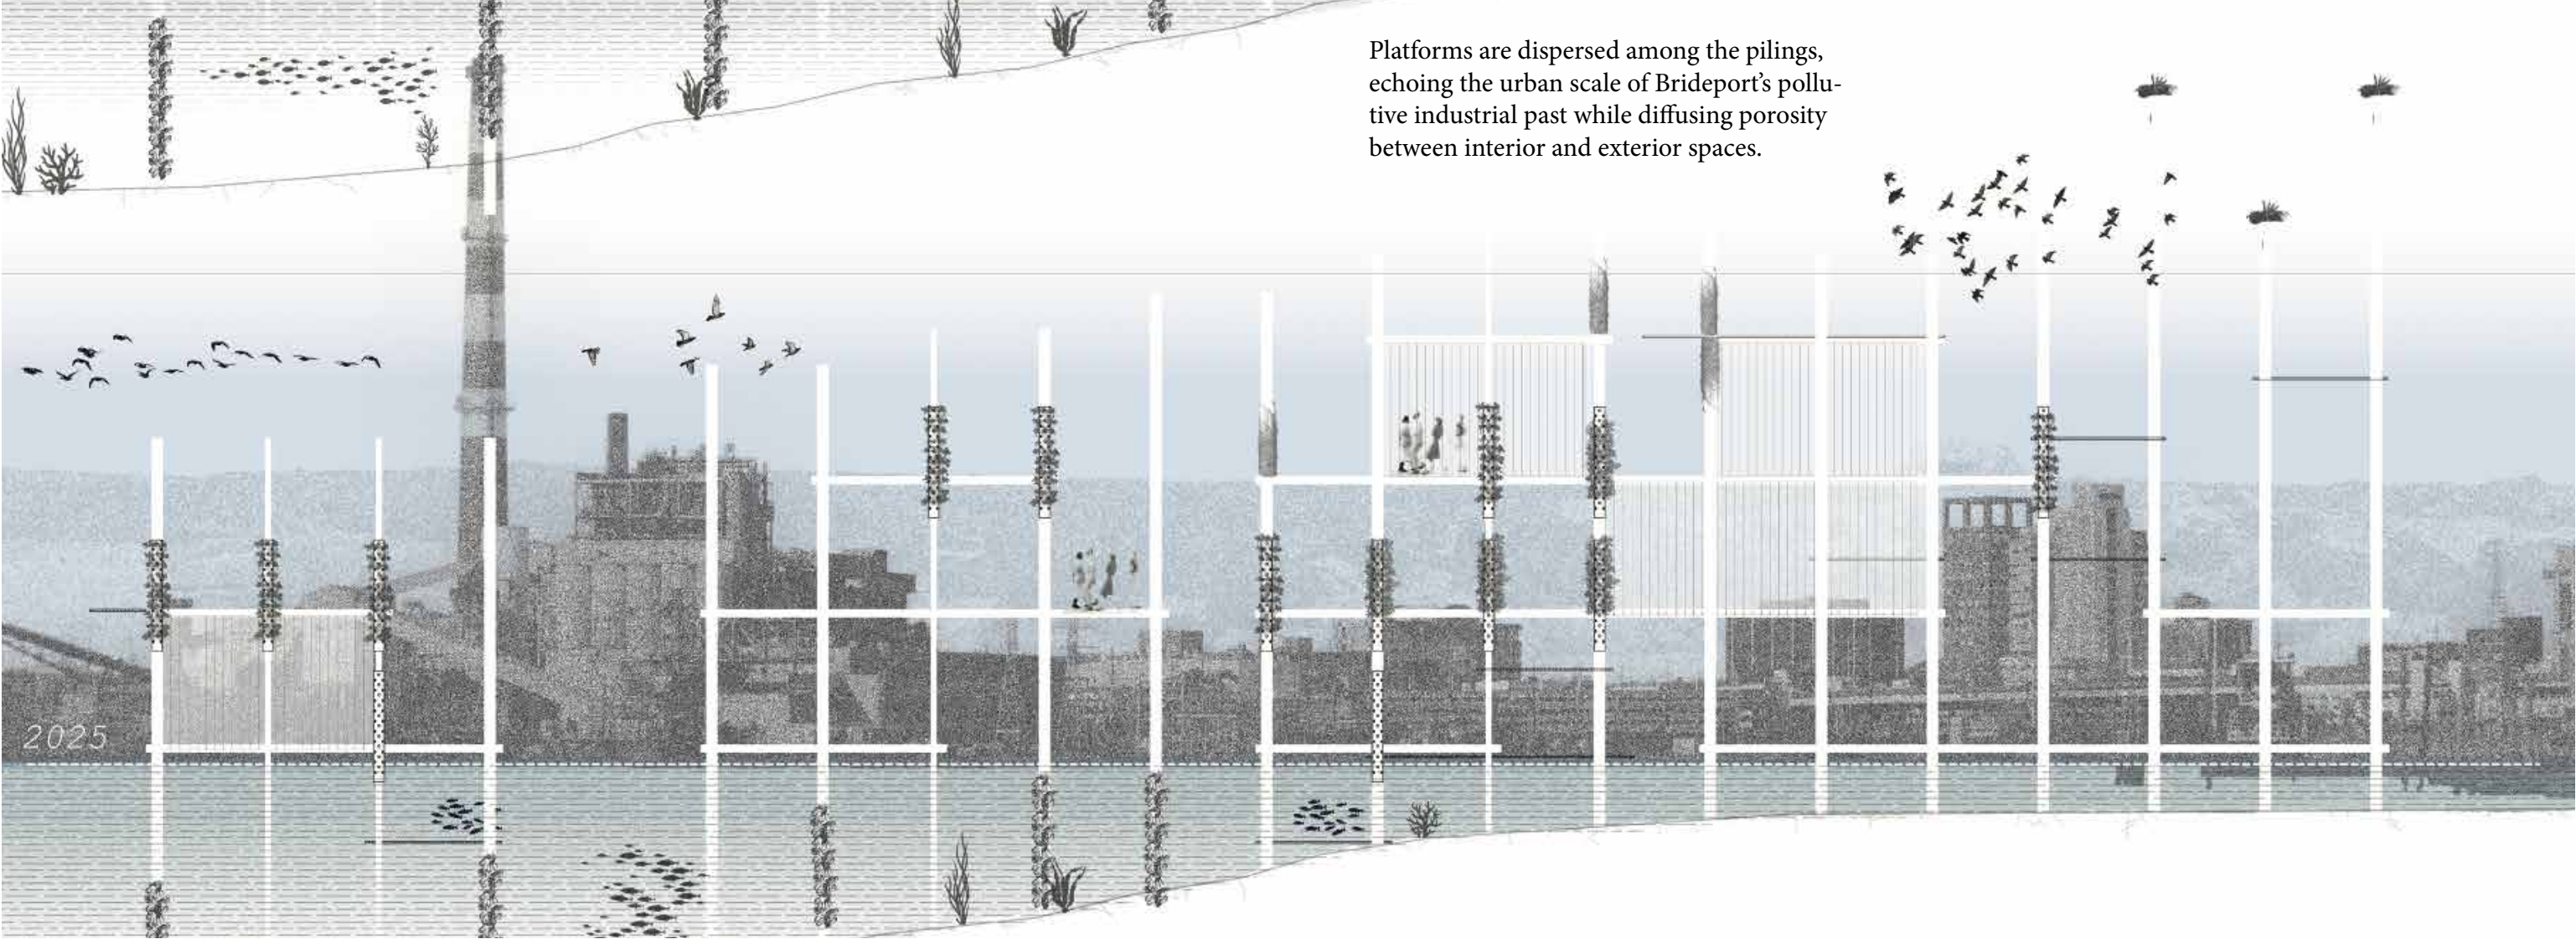 Platforms are dispersed among the pilings,
echoing the urban scale of Brideport’s pollu-
tive industrial past while diffusing porosity
between interior and exterior spaces.
2025